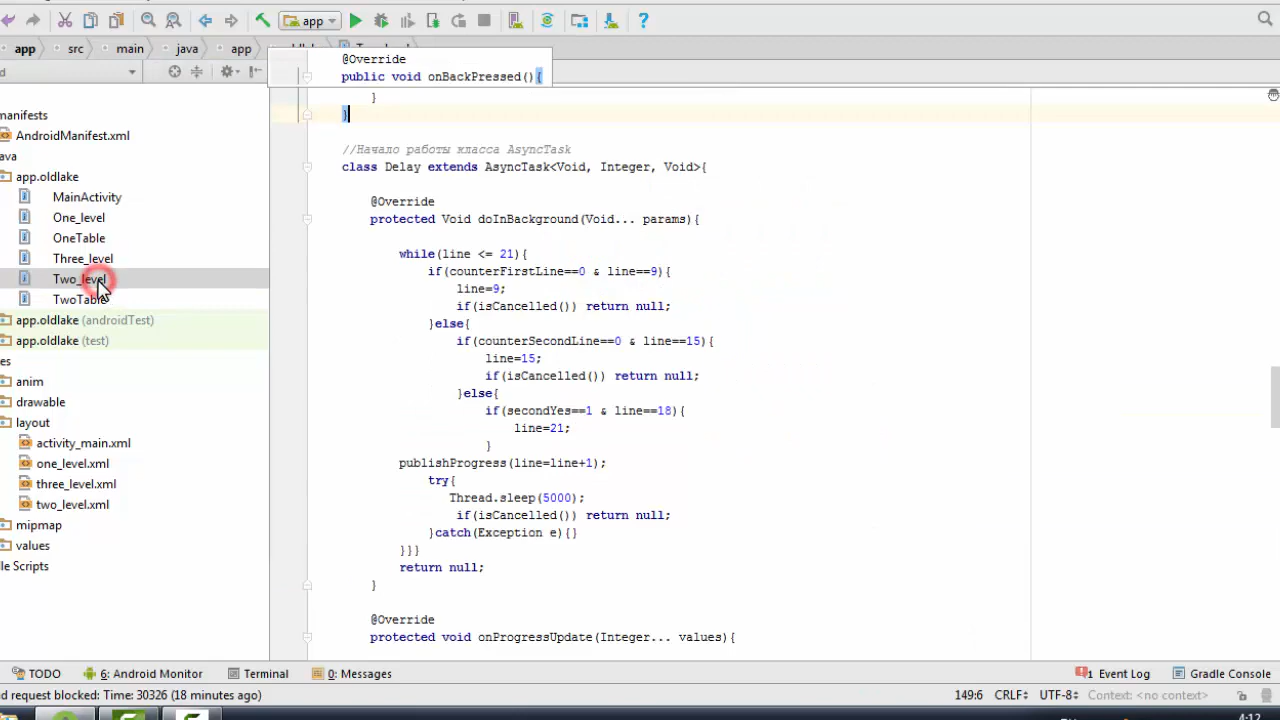 app
app
src
main
java
app
@Override
public void onBackPressed(){
d
manifests
AndroidManifest.xml
ava
app.oldlake
MainActivity
One_level
OneTable
Three_level
Two_level
app.oldlake (androidTest)
app.oldlake (test)
es
anim
drawable
layout
activity_main.xml
one_level.xml
three_level.xml
two_level.xml
mipmap
values
le Scripts
}
}
//Начало работы класса AsyncTask
class Delay extends AsyncTask<Void, Integer, Void>{
@Override
protected Void doInBackground(Void... params){
while(line <= 21){
if(counterFirstLine==0 & line==9){
line=9;
if(isCancelled()) return null;
}else{
if(counterSecondLine==0 & line==15){
line=15;
if(isCancelled()) return null;
}else{
if(secondYes==1 & line==18){
line=21;
}
publishProgress(line=line+1);
try{
Thread.sleep(5000);
if(isCancelled()) return null;
}catch(Exception e){}
}}}
return null;
}
@Override
protected void onProgressUpdate(Integer... values){
TODO
6: Android Monitor
Terminal
0: Messages
1 Event Log
Gradle Console
d request blocked: Time: 30326 (18 minutes ago)
149:6
CRLF
UTF-8
Context: <no context>
4:12